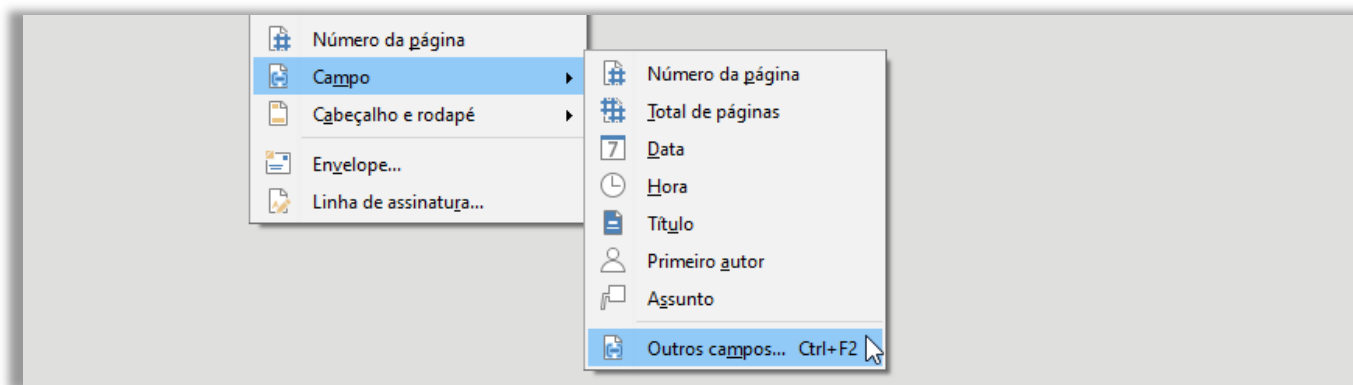 Número da página
Campo
Cabeçalho e rodapé
Envelope...
Linha de assinatura...
Número da página
Total de páginas
7 Data
Hora
Título
Primeiro autor
Assunto
Outros campos... Ctrl+F2